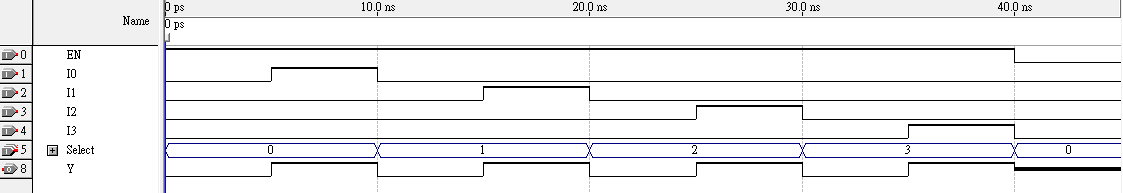 0 ps 10.0 ns 20.0 ns 30.0 ns 40.0 ns
Name
0 ps
0 EN
1 I0
2 I1
3 I2
4 I3
5 Select 0 1 2 3 0
8 Y